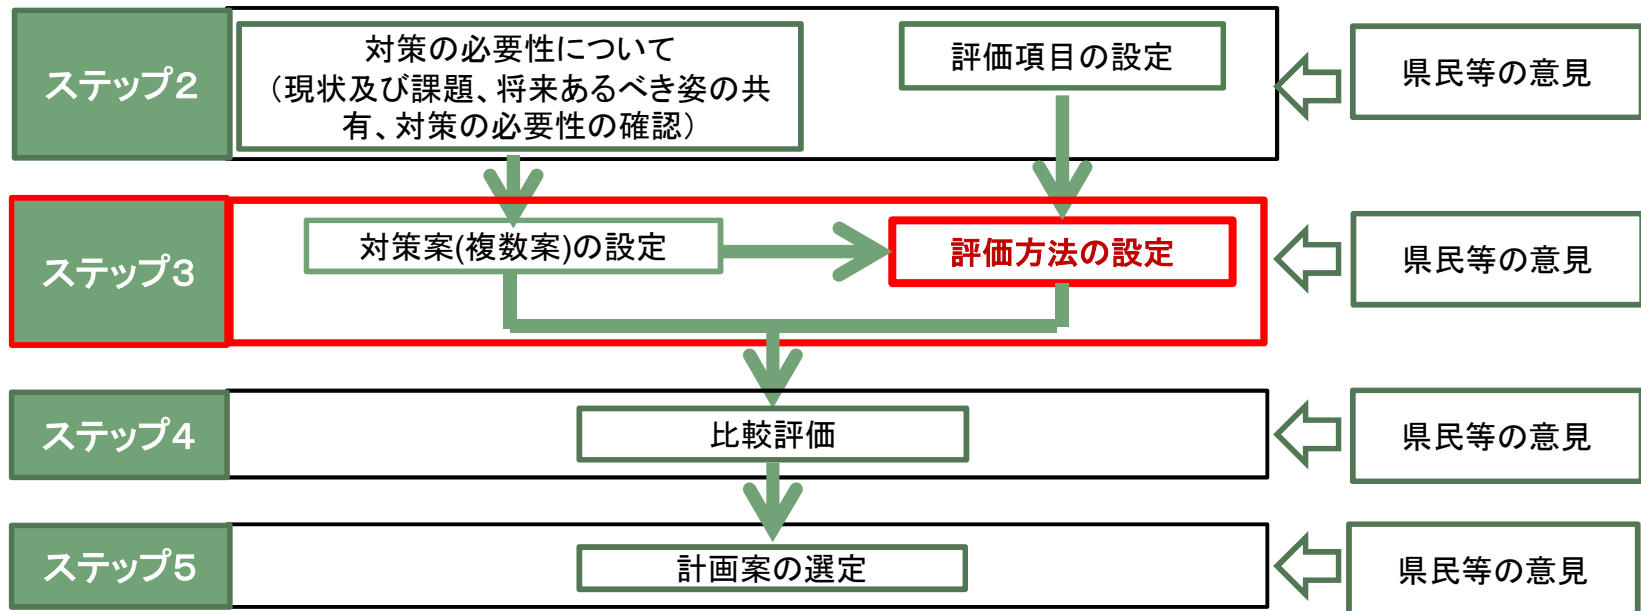 ステップ2
対策の必要性について
（現状及び課題、将来あるべき姿の共
有、対策の必要性の確認）
評価項目の設定
県民等の意見
ステップ3
対策案(複数案)の設定
評価方法の設定
県民等の意見
ステップ4
比較評価
県民等の意見
ステップ5
計画案の選定
県民等の意見